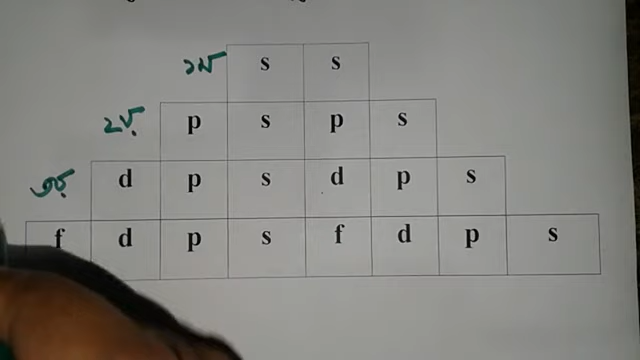 ১ম s s
২য় p s p s
৩য় d p s d p s
f d p s f d p s